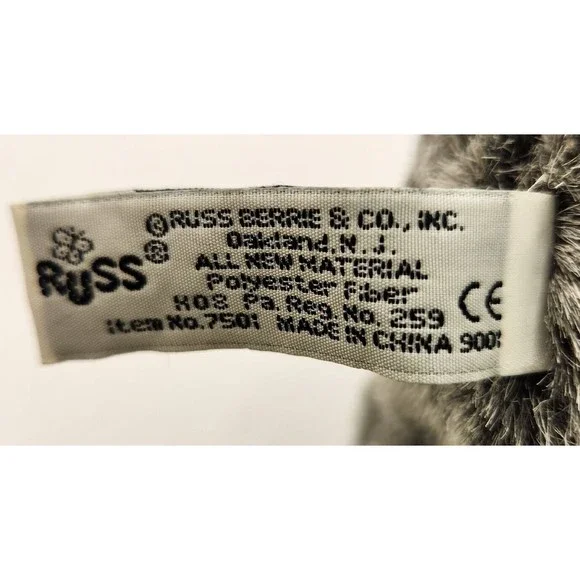 RUSS ®
® RUSS BERRIE & CO., INC.
Oakland, N.J.
ALL NEW MATERIAL
Polyester Fiber
H08 Pa. Reg. No. 259
Item No. 7501 MADE IN CHINA
CE